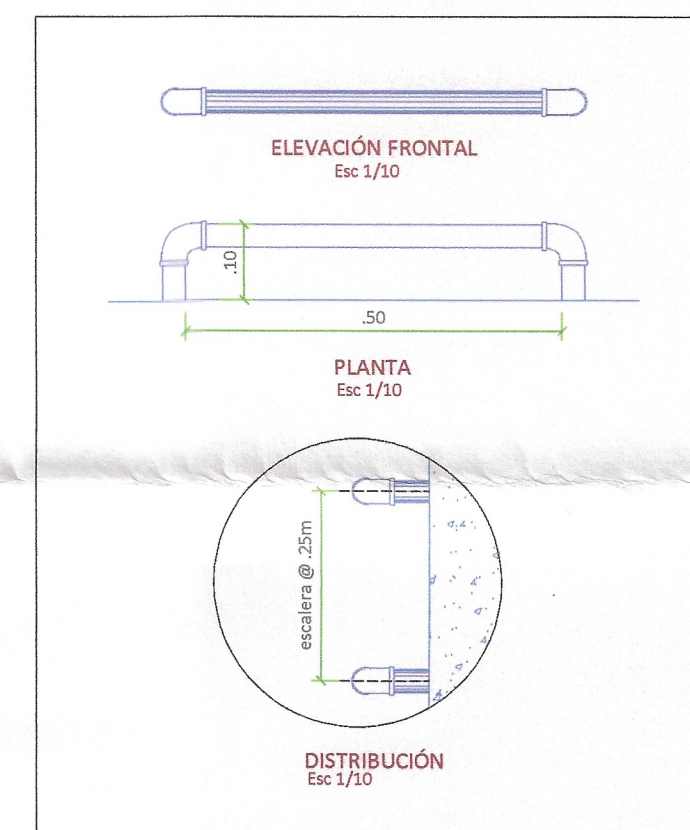 ELEVACIÓN FRONTAL
Esc 1/10
.10
.50
PLANTA
Esc 1/10
escalera @ .25m
DISTRIBUCIÓN
Esc 1/10